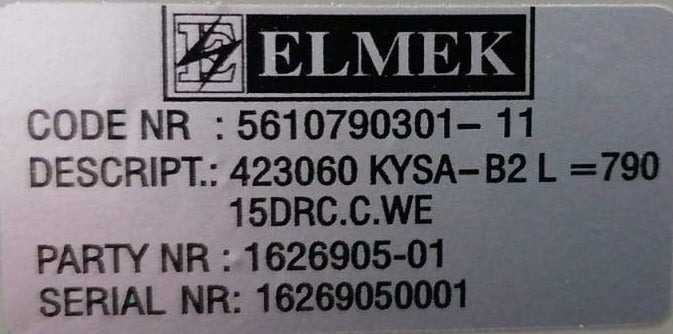 E ELMEK
CODE NR : 5610790301-11
DESCRIPT.: 423060 KYSA-B2 L =790
15DRC.C.WE
PARTY NR : 1626905-01
SERIAL NR: 16269050001